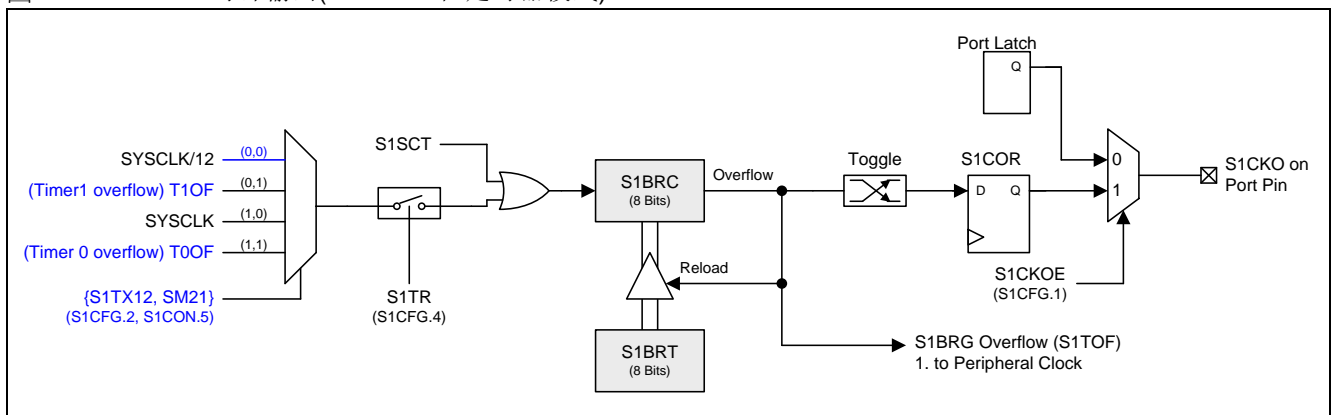 Port Latch
Q
SYSCLK/12
(0,0)
(Timer1 overflow) T1OF
(0,1)
SYSCLK
(1,0)
(Timer 0 overflow) T0OF
(1,1)
{S1TX12, SM21}
(S1CFG.2, S1CON.5)
S1TR
(S1CFG.4)
S1SCT
S1BRC
(8 Bits)
Overflow
Reload
S1BRT
(8 Bits)
Toggle
S1COR
D
Q
0
1
S1CKOE
(S1CFG.1)
S1CKO on
Port Pin
S1BRG Overflow (S1TOF)
1. to Peripheral Clock